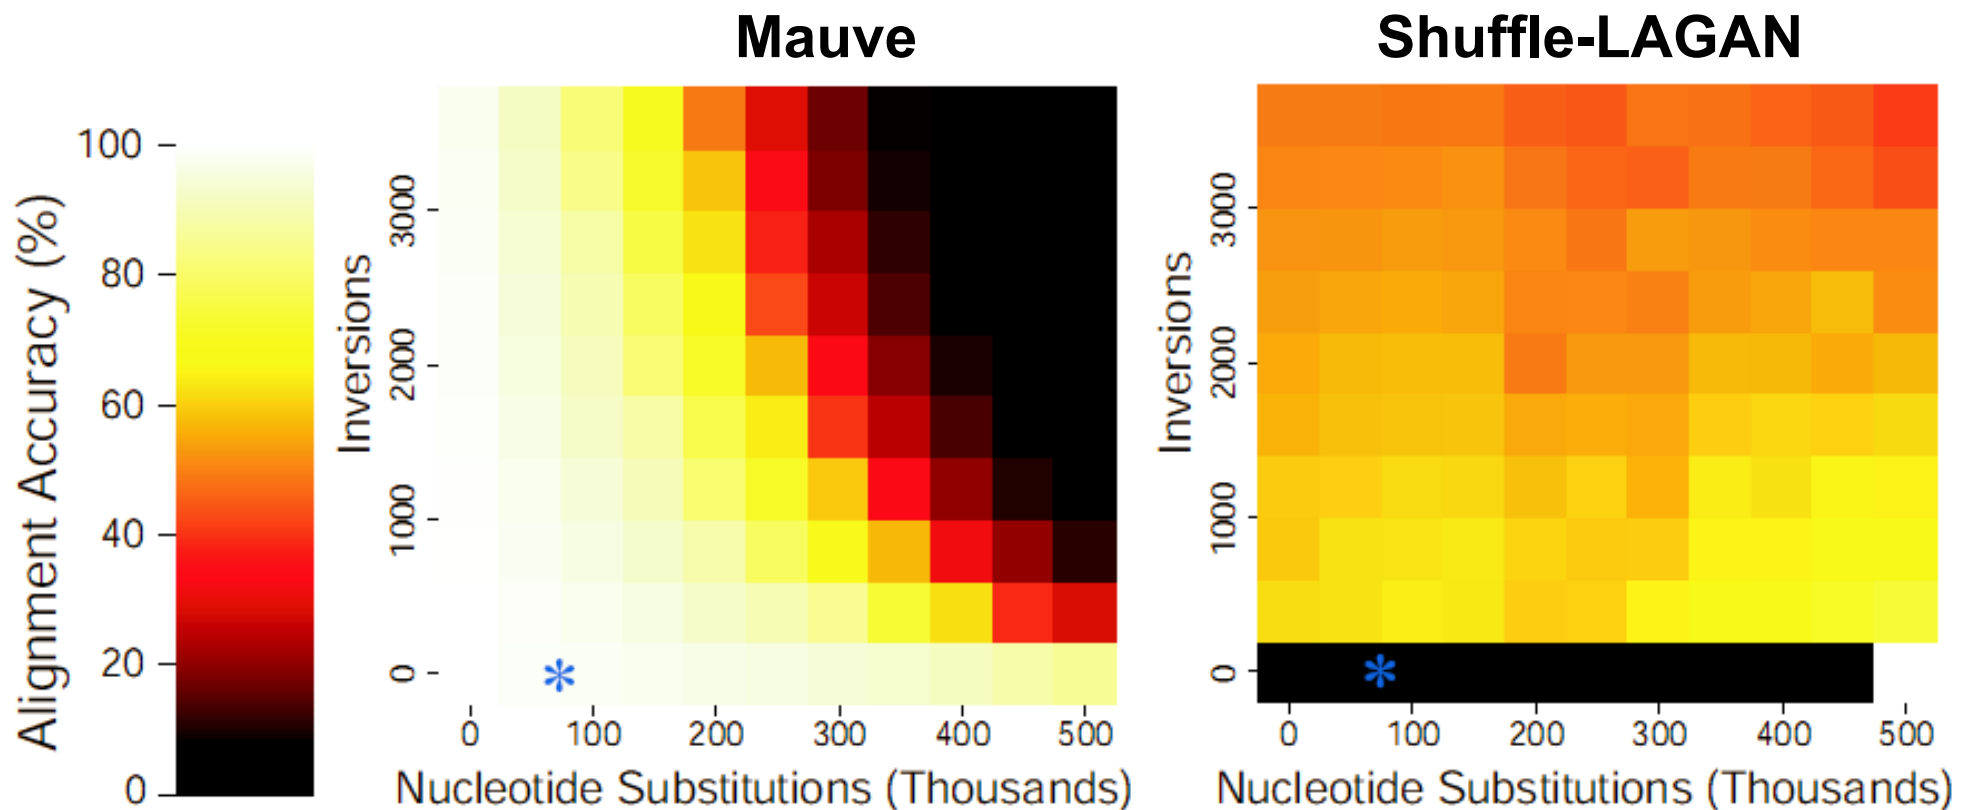 Mauve
Shuffle-LAGAN
Alignment Accuracy (%)
100
80
60
40
20
0
Inversions
3000
2000
1000
0
0 100 200 300 400 500
Nucleotide Substitutions (Thousands)
Inversions
3000
2000
1000
0
0 100 200 300 400 500
Nucleotide Substitutions (Thousands)
*
*